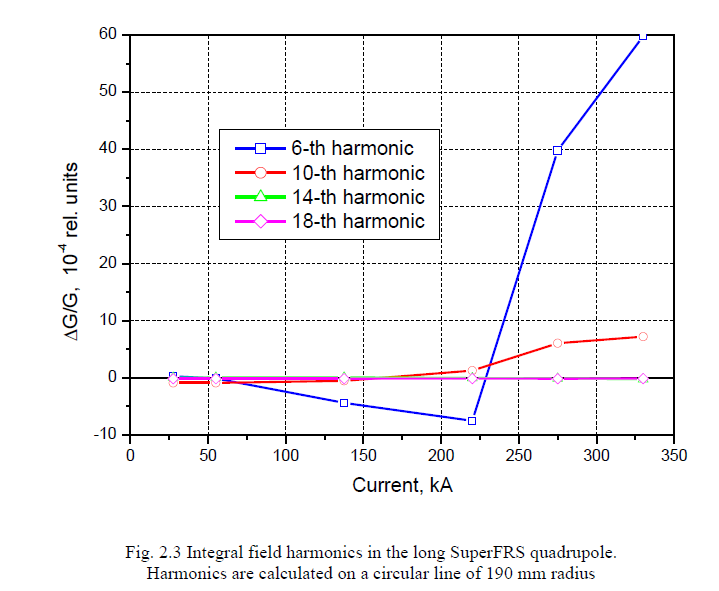 60
50
40
30
20
10
0
-10
ΔG/G, 10⁻⁴ rel. units
6-th harmonic
10-th harmonic
14-th harmonic
18-th harmonic
0 50 100 150 200 250 300 350
Current, kA
Fig. 2.3 Integral field harmonics in the long SuperFRS quadrupole.
Harmonics are calculated on a circular line of 190 mm radius